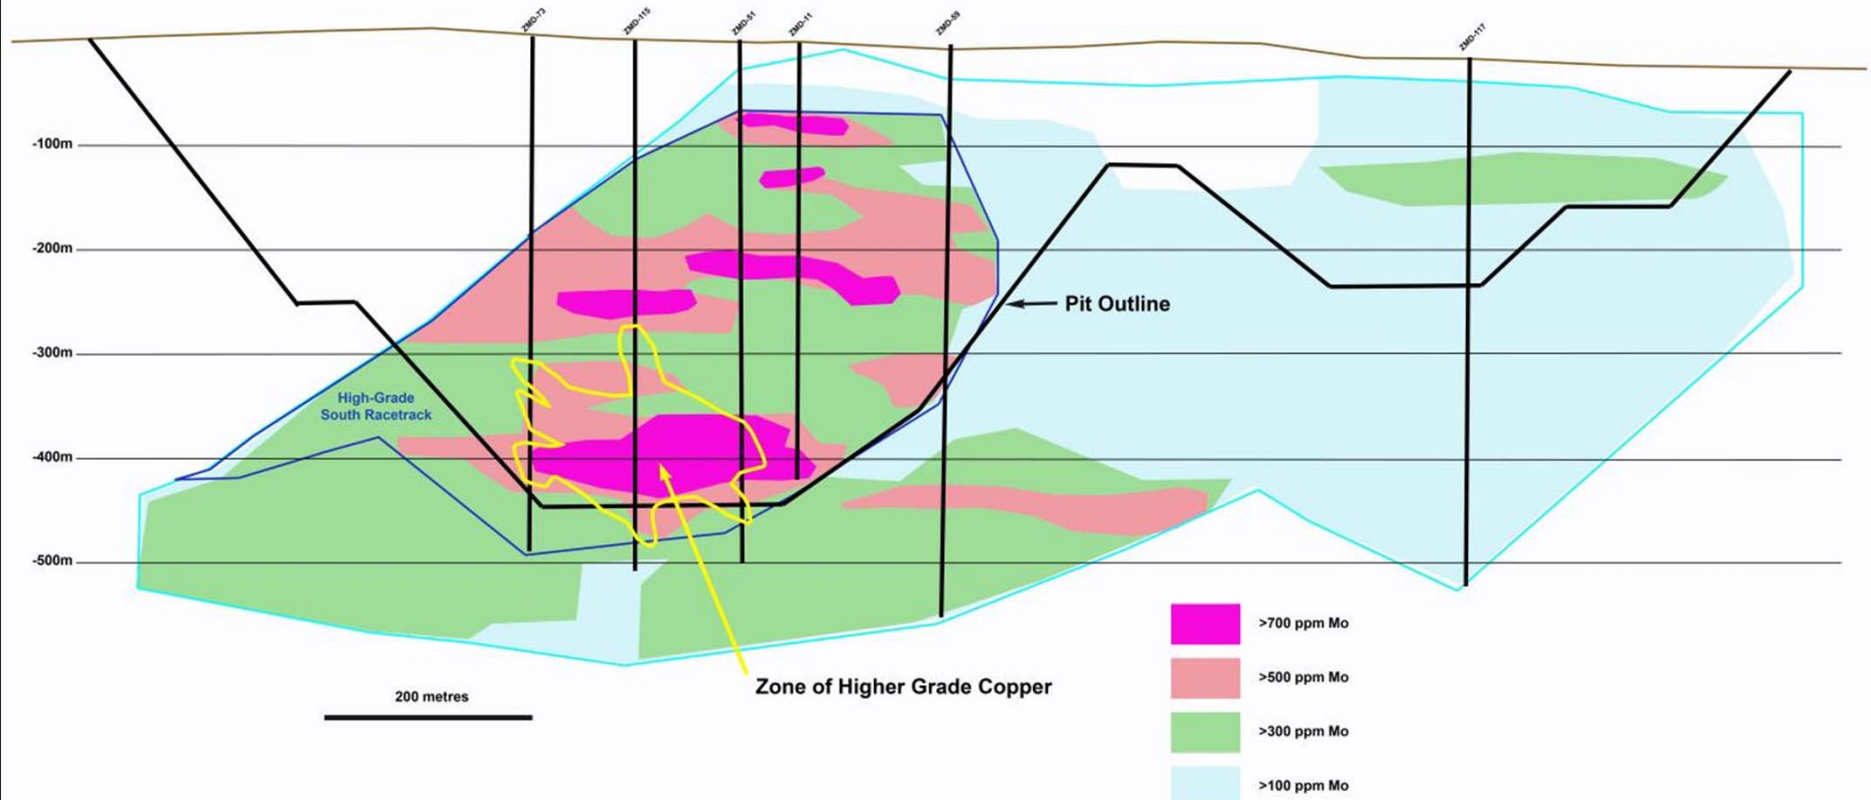 ZMD-73
ZMD-115
ZMD-51
ZMD-11
ZMD-59
ZMD-117
-100m
-200m
-300m
-400m
-500m
Pit Outline
High-Grade
South Racetrack
Zone of Higher Grade Copper
200 metres
>700 ppm Mo
>500 ppm Mo
>300 ppm Mo
>100 ppm Mo